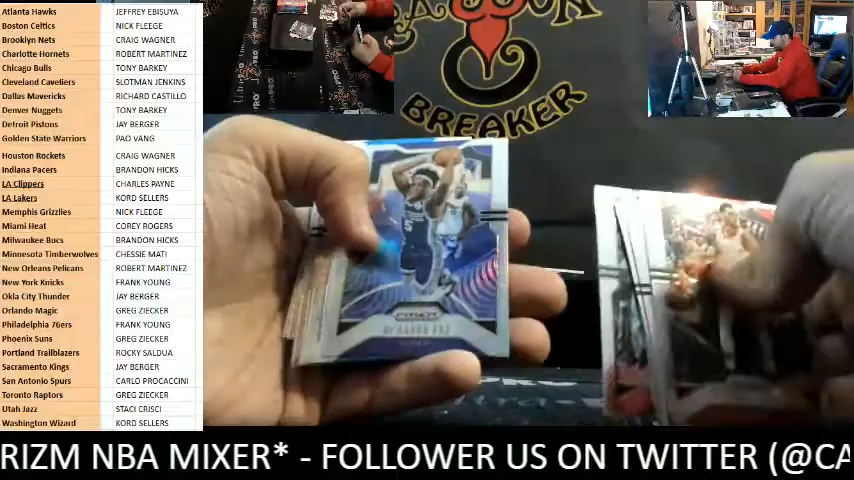 Atlanta Hawks JEFFREY EBISUYA
Boston Celtics NICK FLEEGE
Brooklyn Nets CRAIG WAGNER
Charlotte Hornets ROBERT MARTINEZ
Chicago Bulls TONY BARKEY
Cleveland Cavaliers SLOTMAN JENKINS
Dallas Mavericks RICHARD CASTILLO
Denver Nuggets TONY BARKEY
Detroit Pistons JAY BERGER
Golden State Warriors PAO VANG
Houston Rockets CRAIG WAGNER
Indiana Pacers BRANDON HICKS
LA Clippers CHARLES PAYNE
LA Lakers KORD SELLERS
Memphis Grizzlies NICK FLEEGE
Miami Heat COREY ROGERS
Milwaukee Bucs BRANDON HICKS
Minnesota Timberwolves CHESSIE MATI
New Orleans Pelicans ROBERT MARTINEZ
New York Knicks FRANK YOUNG
Okla City Thunder JAY BERGER
Orlando Magic GREG ZIECKER
Philadelphia 76ers FRANK YOUNG
Phoenix Suns GREG ZIECKER
Portland Trailblazers ROCKY SALDUA
Sacramento Kings JAY BERGER
San Antonio Spurs CARLO PROCACCINI
Toronto Raptors GREG ZIECKER
Utah Jazz STACI CRISCI
Washington Wizard KORD SELLERS
BREAKER
PRIZM
RIZM NBA MIXER* - FOLLOWER US ON TWITTER (@CA